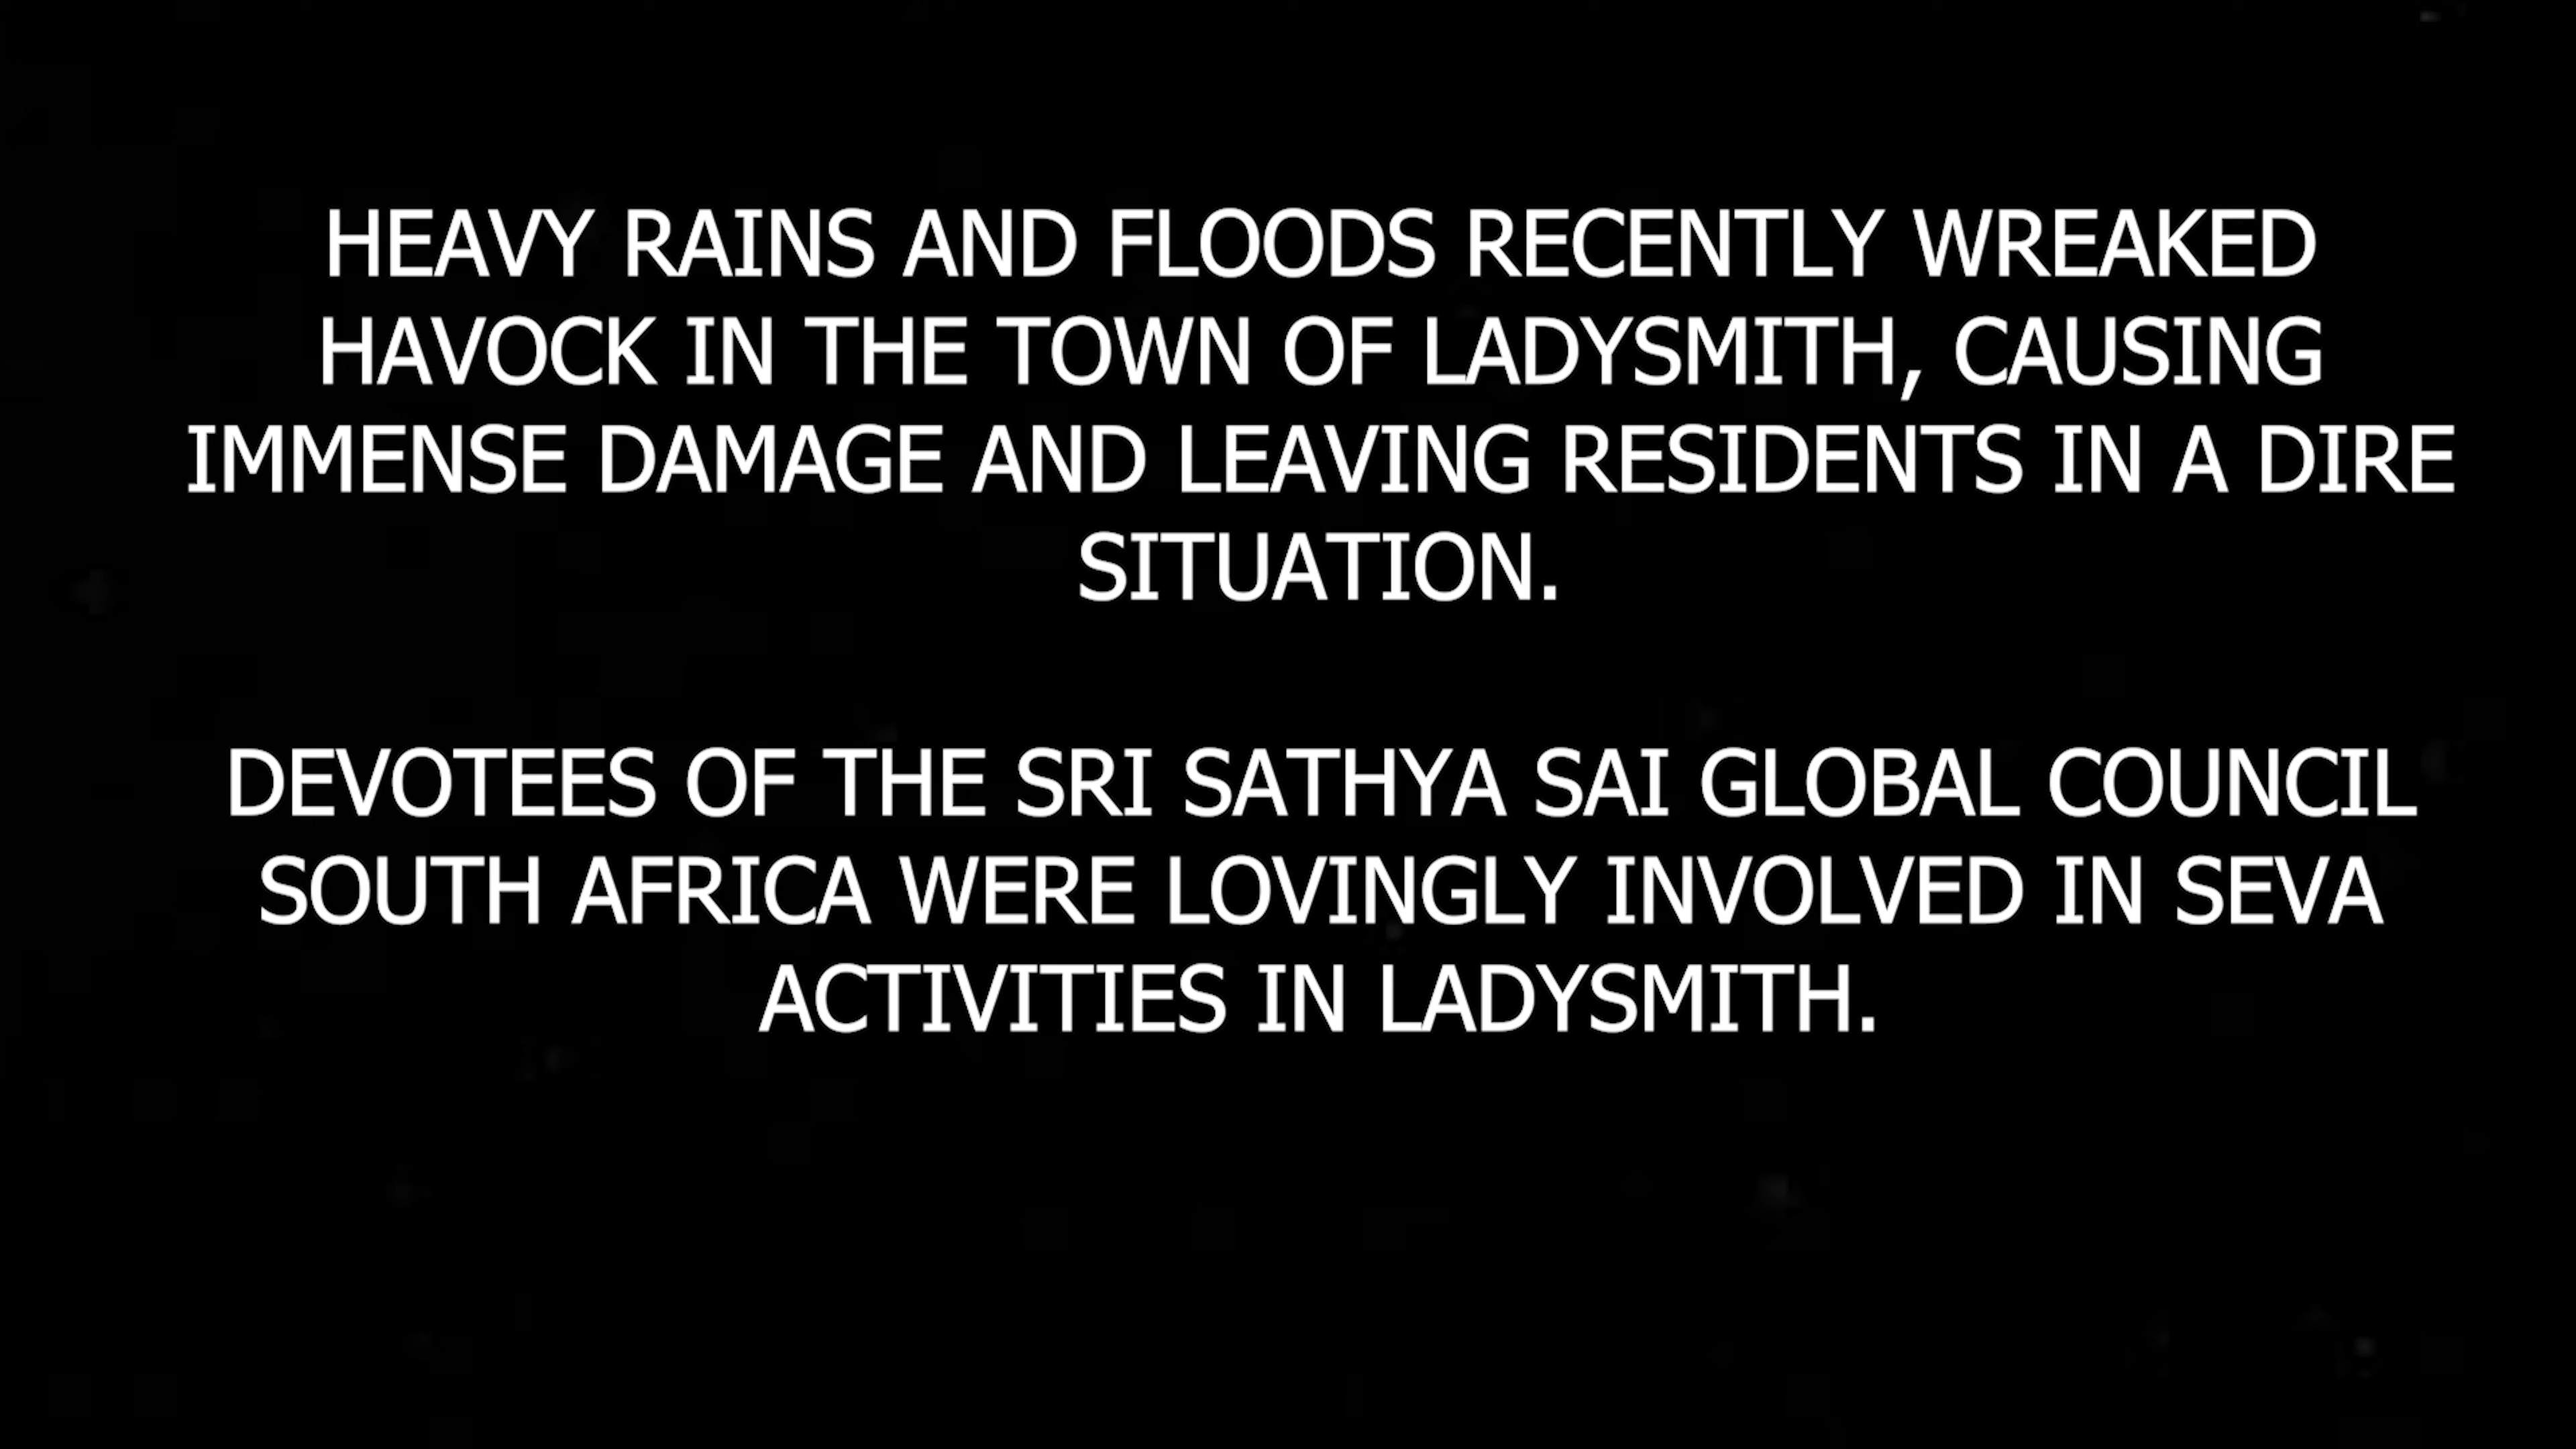 HEAVY RAINS AND FLOODS RECENTLY WREAKED
HAVOCK IN THE TOWN OF LADYSMITH, CAUSING
IMMENSE DAMAGE AND LEAVING RESIDENTS IN A DIRE
SITUATION.
DEVOTEES OF THE SRI SATHYA SAI GLOBAL COUNCIL
SOUTH AFRICA WERE LOVINGLY INVOLVED IN SEVA
ACTIVITIES IN LADYSMITH.